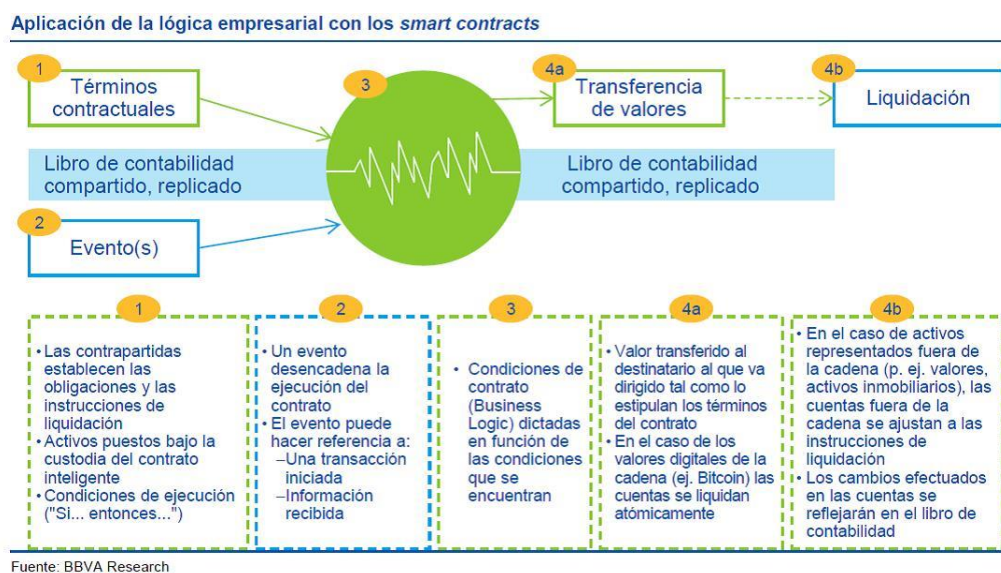 Aplicación de la lógica empresarial con los smart contracts
1
Términos
contractuales
3
4a
Transferencia
de valores
4b
Liquidación
Libro de contabilidad
compartido, replicado
Libro de contabilidad
compartido, replicado
2
Evento(s)
1
• Las contrapartidas
establecen las
obligaciones y las
instrucciones de
liquidación
• Activos puestos bajo la
custodia del contrato
inteligente
• Condiciones de ejecución
("Si... entonces...")
2
• Un evento
desencadena la
ejecución del
contrato
• El evento puede
hacer referencia a:
–Una transacción
iniciada
–Información
recibida
3
• Condiciones de
contrato
(Business
Logic) dictadas
en función de
las condiciones
que se
encuentran
4a
• Valor transferido al
destinatario al que va
dirigido tal como lo
estipulan los términos
del contrato
• En el caso de los
valores digitales de la
cadena (ej. Bitcoin) las
cuentas se liquidan
atómicamente
4b
• En el caso de activos
representados fuera de
la cadena (p. ej. valores,
activos inmobiliarios), las
cuentas fuera de la
cadena se ajustan a las
instrucciones de
liquidación
• Los cambios efectuados
en las cuentas se
reflejarán en el libro de
contabilidad
Fuente: BBVA Research